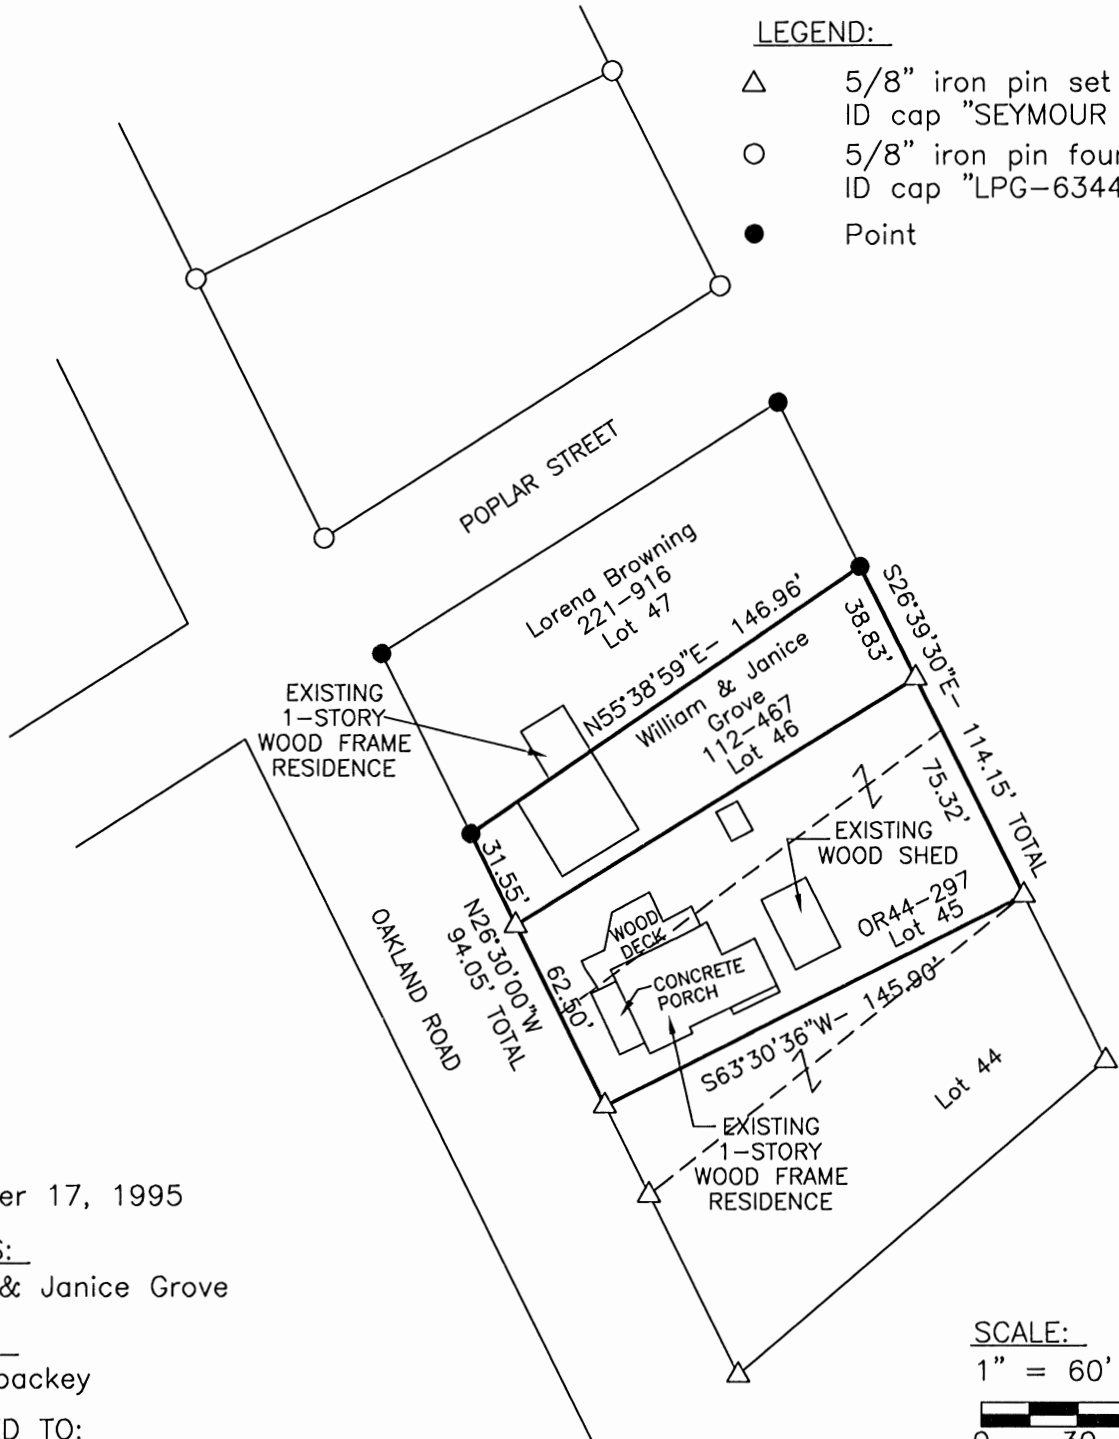 LEGEND:
5/8" iron pin set
ID cap "SEYMOUR
5/8" iron pin four
ID cap "LPG-6344
Point
POPLAR STREET
Lorena Browning
221-916
Lot 47
N55°38'59"E- 146.96'
S26°39'30"E- 114.15' TOTAL
38.83'
William & Janice
Grove
112-467
Lot 46
EXISTING
1-STORY
WOOD FRAME
RESIDENCE
75.32'
31.55'
EXISTING
WOOD SHED
OR44-297
Lot 45
N26°30'00"W
94.05' TOTAL
62.50'
OAKLAND ROAD
WOOD
DECK
CONCRETE
PORCH
S63°30'36"W- 145.90'
Lot 44
EXISTING
1-STORY
WOOD FRAME
RESIDENCE
er 17, 1995
S:
& Janice Grove
packey
D TO:
SCALE:
1" = 60'
0 30